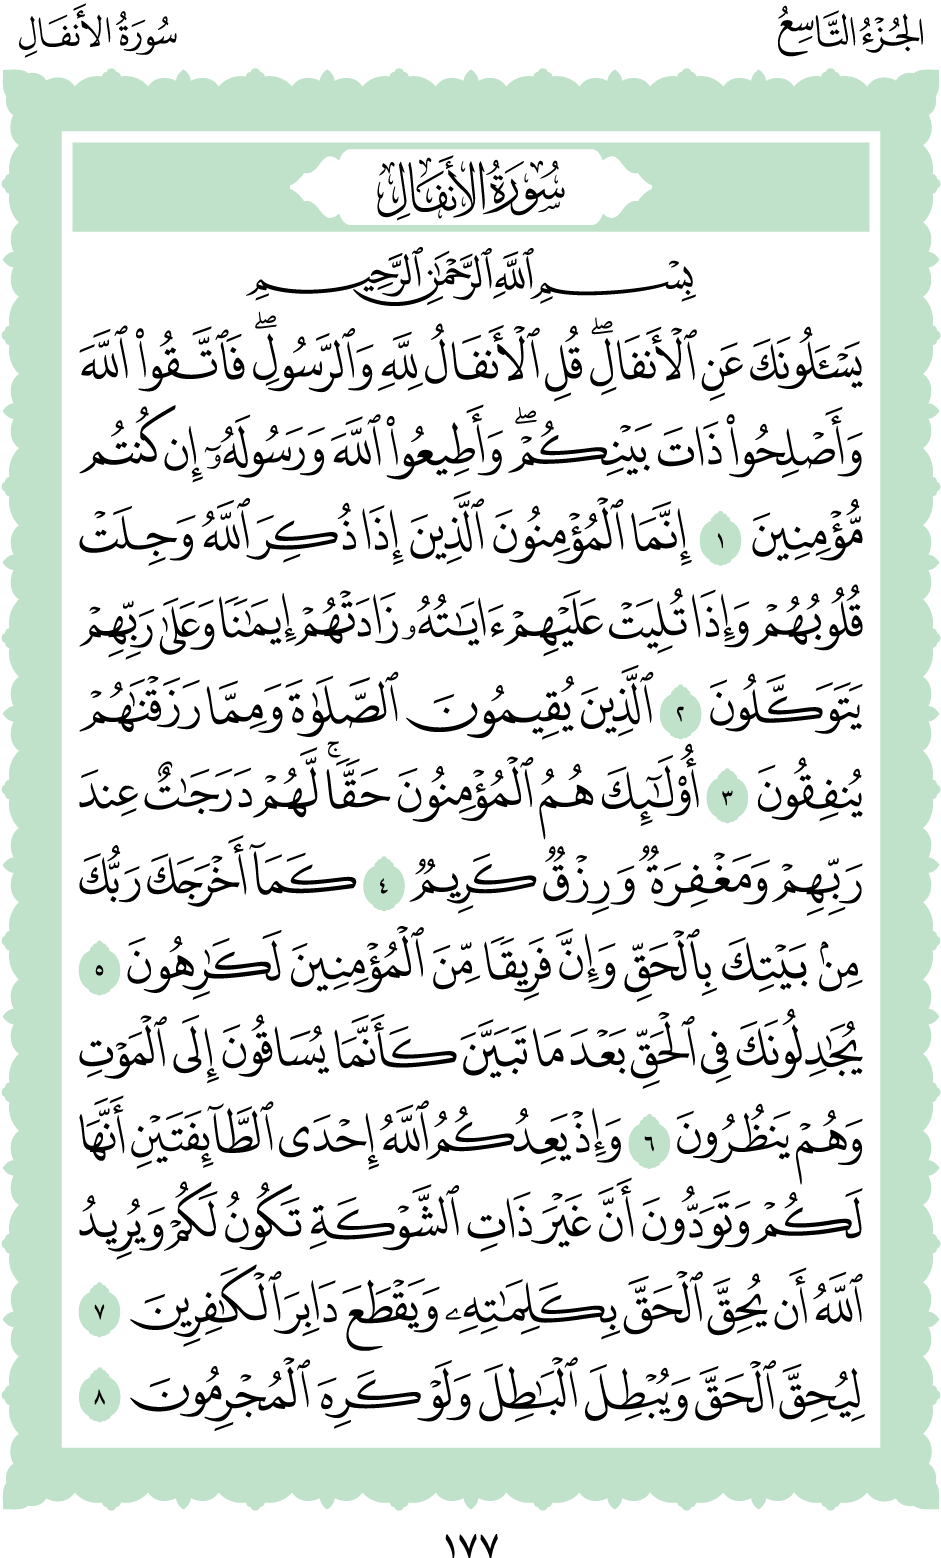 الجُزْءُ التَّاسِعُ
سُورَةُ الأَنفَالِ
سُورَةُ الأَنفَالِ
بِسْمِ ٱللَّهِ ٱلرَّحْمَٰنِ ٱلرَّحِيمِ
يَسْـَٔلُونَكَ عَنِ ٱلْأَنفَالِۖ قُلِ ٱلْأَنفَالُ لِلَّهِ وَٱلرَّسُولِۖ فَٱتَّقُوا۟ ٱللَّهَ
وَأَصْلِحُوا۟ ذَاتَ بَيْنِكُمْۖ وَأَطِيعُوا۟ ٱللَّهَ وَرَسُولَهُۥٓ إِن كُنتُم
مُّؤْمِنِينَ ١ إِنَّمَا ٱلْمُؤْمِنُونَ ٱلَّذِينَ إِذَا ذُكِرَ ٱللَّهُ وَجِلَتْ
قُلُوبُهُمْ وَإِذَا تُلِيَتْ عَلَيْهِمْ ءَايَٰتُهُۥ زَادَتْهُمْ إِيمَٰنًا وَعَلَىٰ رَبِّهِمْ
يَتَوَكَّلُونَ ٢ ٱلَّذِينَ يُقِيمُونَ ٱلصَّلَوٰةَ وَمِمَّا رَزَقْنَٰهُمْ
يُنفِقُونَ ٣ أُو۟لَٰٓئِكَ هُمُ ٱلْمُؤْمِنُونَ حَقًّاۚ لَّهُمْ دَرَجَٰتٌ عِندَ
رَبِّهِمْ وَمَغْفِرَةٌ وَرِزْقٌ كَرِيمٌ ٤ كَمَآ أَخْرَجَكَ رَبُّكَ
مِنۢ بَيْتِكَ بِٱلْحَقِّ وَإِنَّ فَرِيقًا مِّنَ ٱلْمُؤْمِنِينَ لَكَٰرِهُونَ ٥
يُجَٰدِلُونَكَ فِى ٱلْحَقِّ بَعْدَ مَا تَبَيَّنَ كَأَنَّمَا يُسَاقُونَ إِلَى ٱلْمَوْتِ
وَهُمْ يَنظُرُونَ ٦ وَإِذْ يَعِدُكُمُ ٱللَّهُ إِحْدَى ٱلطَّآئِفَتَيْنِ أَنَّهَا
لَكُمْ وَتَوَدُّونَ أَنَّ غَيْرَ ذَاتِ ٱلشَّوْكَةِ تَكُونُ لَكُمْ وَيُرِيدُ
ٱللَّهُ أَن يُحِقَّ ٱلْحَقَّ بِكَلِمَٰتِهِۦ وَيَقْطَعَ دَابِرَ ٱلْكَٰفِرِينَ ٧
لِيُحِقَّ ٱلْحَقَّ وَيُبْطِلَ ٱلْبَٰطِلَ وَلَوْ كَرِهَ ٱلْمُجْرِمُونَ ٨
١٧٧